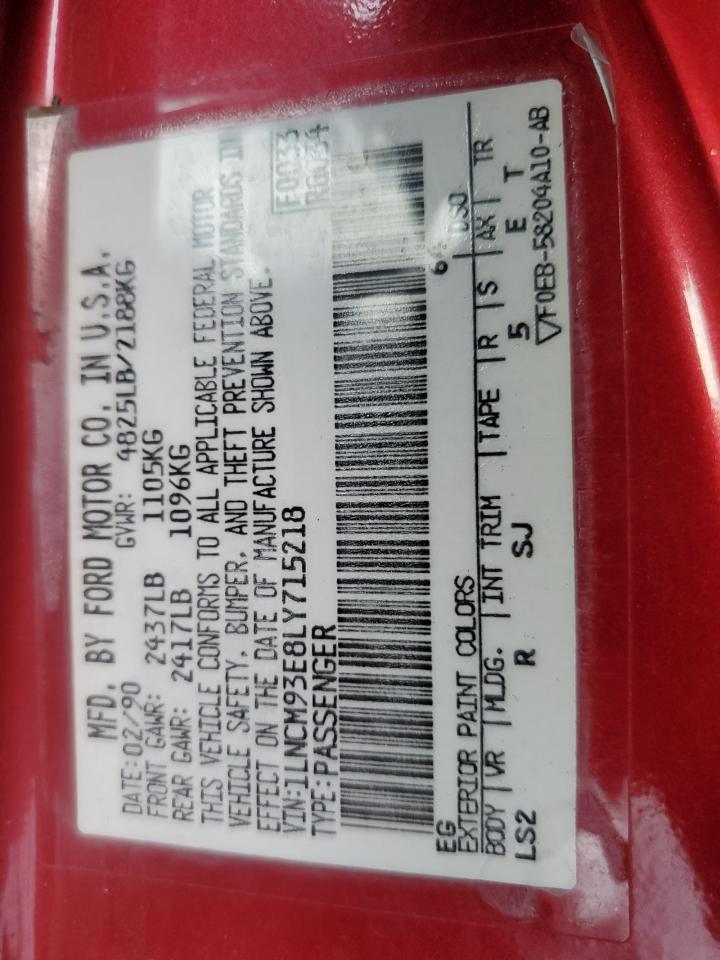 MFD. BY FORD MOTOR CO. IN U.S.A.
DATE: 02/90 GVWR: 4825LB/2188KG
FRONT GAWR: 2437LB 1105KG
REAR GAWR: 2417LB 1096KG
THIS VEHICLE CONFORMS TO ALL APPLICABLE FEDERAL MOTOR
VEHICLE SAFETY, BUMPER, AND THEFT PREVENTION STANDARDS IN
EFFECT ON THE DATE OF MANUFACTURE SHOWN ABOVE.
VIN: 1LNCM93E8LY715218 E0033
TYPE: PASSENGER
EG 6
EXTERIOR PAINT COLORS DSO
BODY VR MLDG. INT TRIM TAPE R S AX TR
LS2 R SJ 5 E T
▽F0EB-58204A10-AB